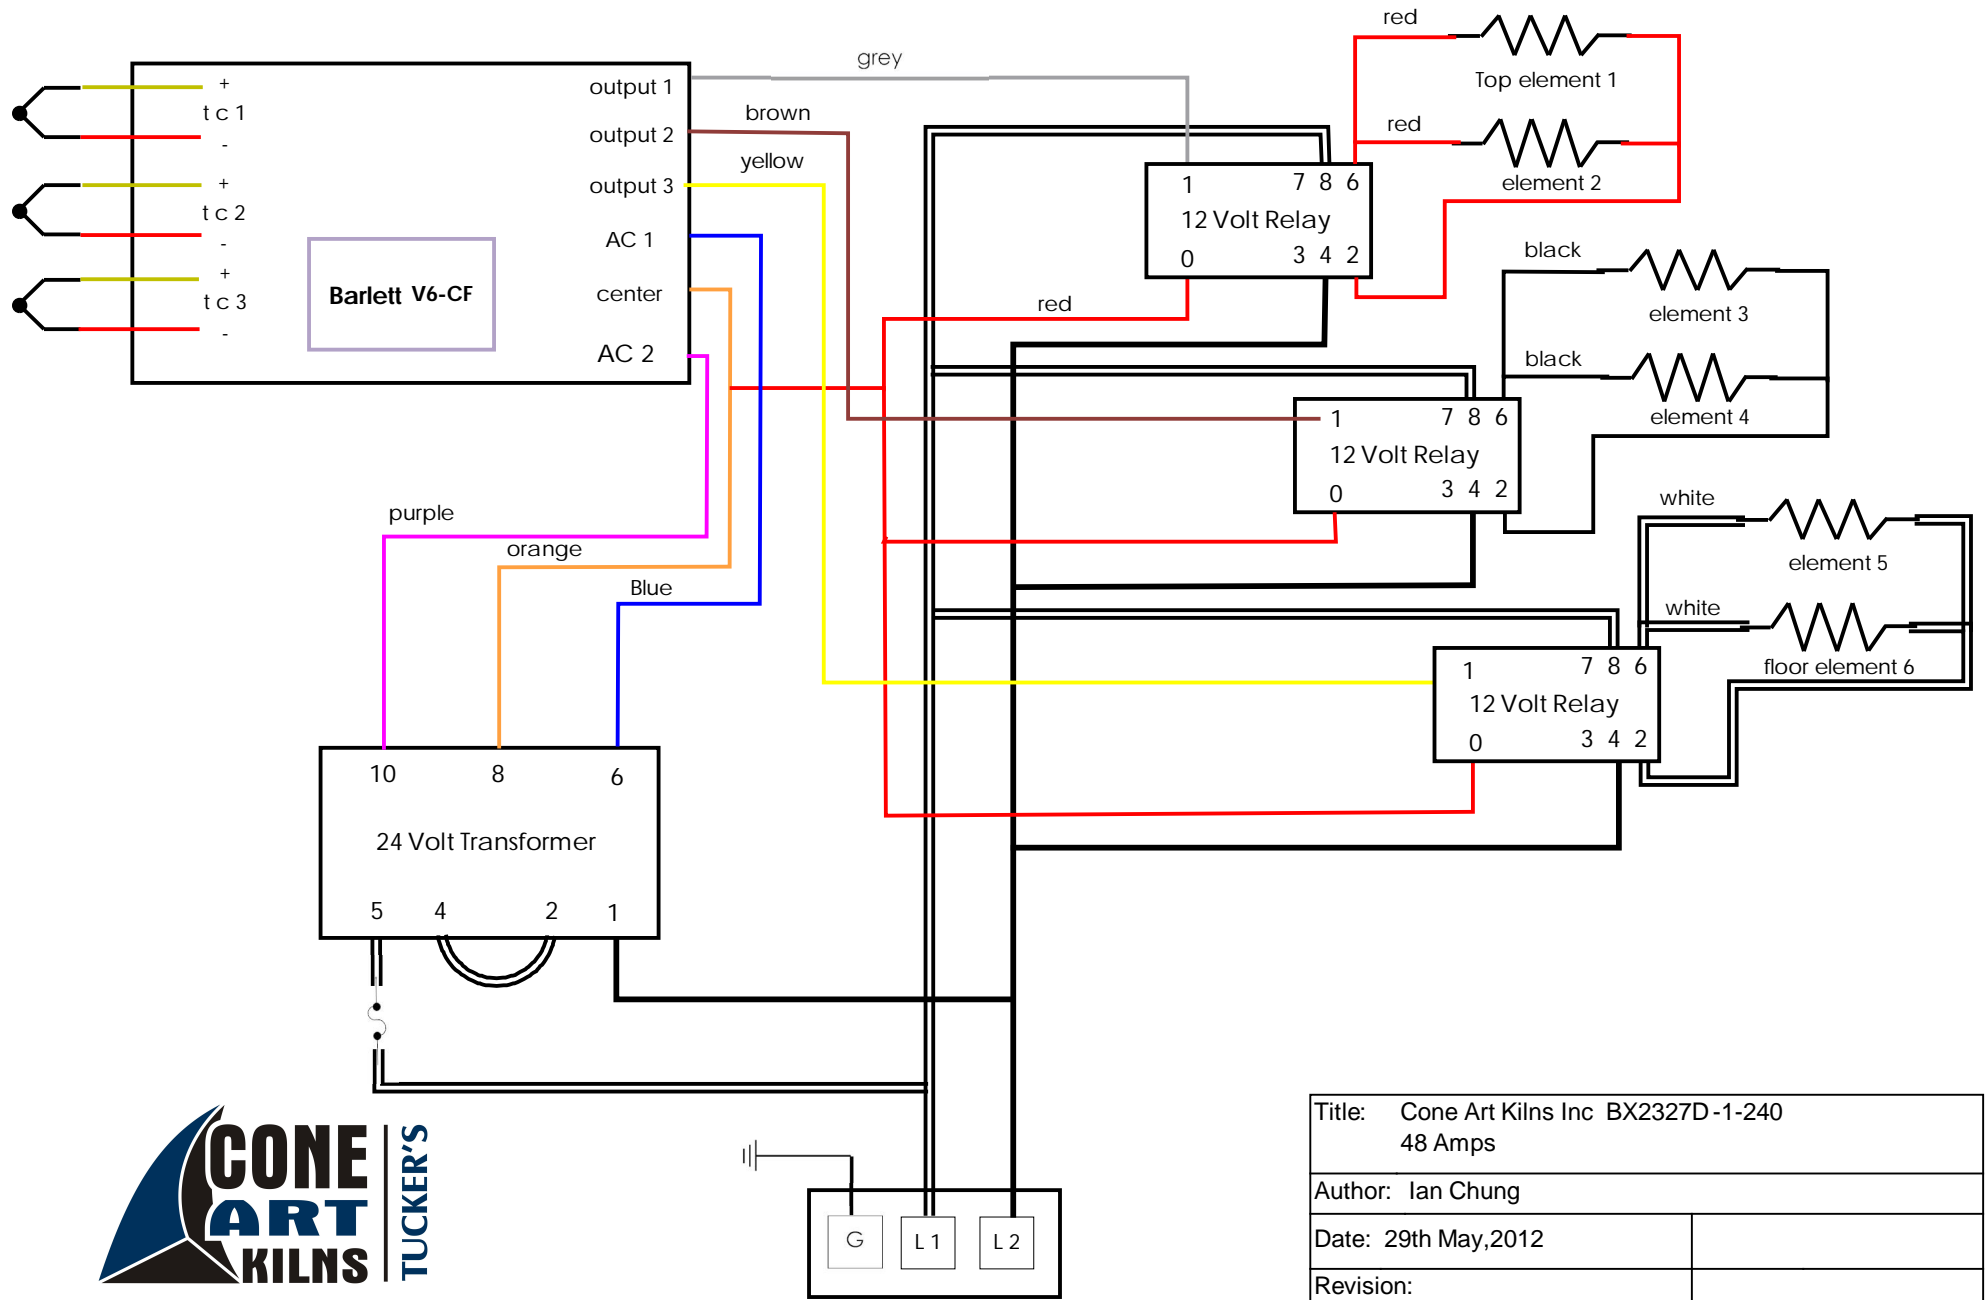 grey
brown
yellow
+
t c 1
-
+
t c 2
-
+
t c 3
-
Barlett V6-CF
output 1
output 2
output 3
AC 1
center
AC 2
red
Top element 1
red
element 2
1 7 8 6
12 Volt Relay
0 3 4 2
red
black
element 3
black
element 4
1 7 8 6
12 Volt Relay
0 3 4 2
white
element 5
white
floor element 6
1 7 8 6
12 Volt Relay
0 3 4 2
purple
orange
Blue
10 8 6
24 Volt Transformer
5 4 2 1
G L 1 L 2
CONE
ART
KILNS
TUCKER'S
Title: Cone Art Kilns Inc BX2327D-1-240
48 Amps
Author: Ian Chung
Date: 29th May,2012
Revision: